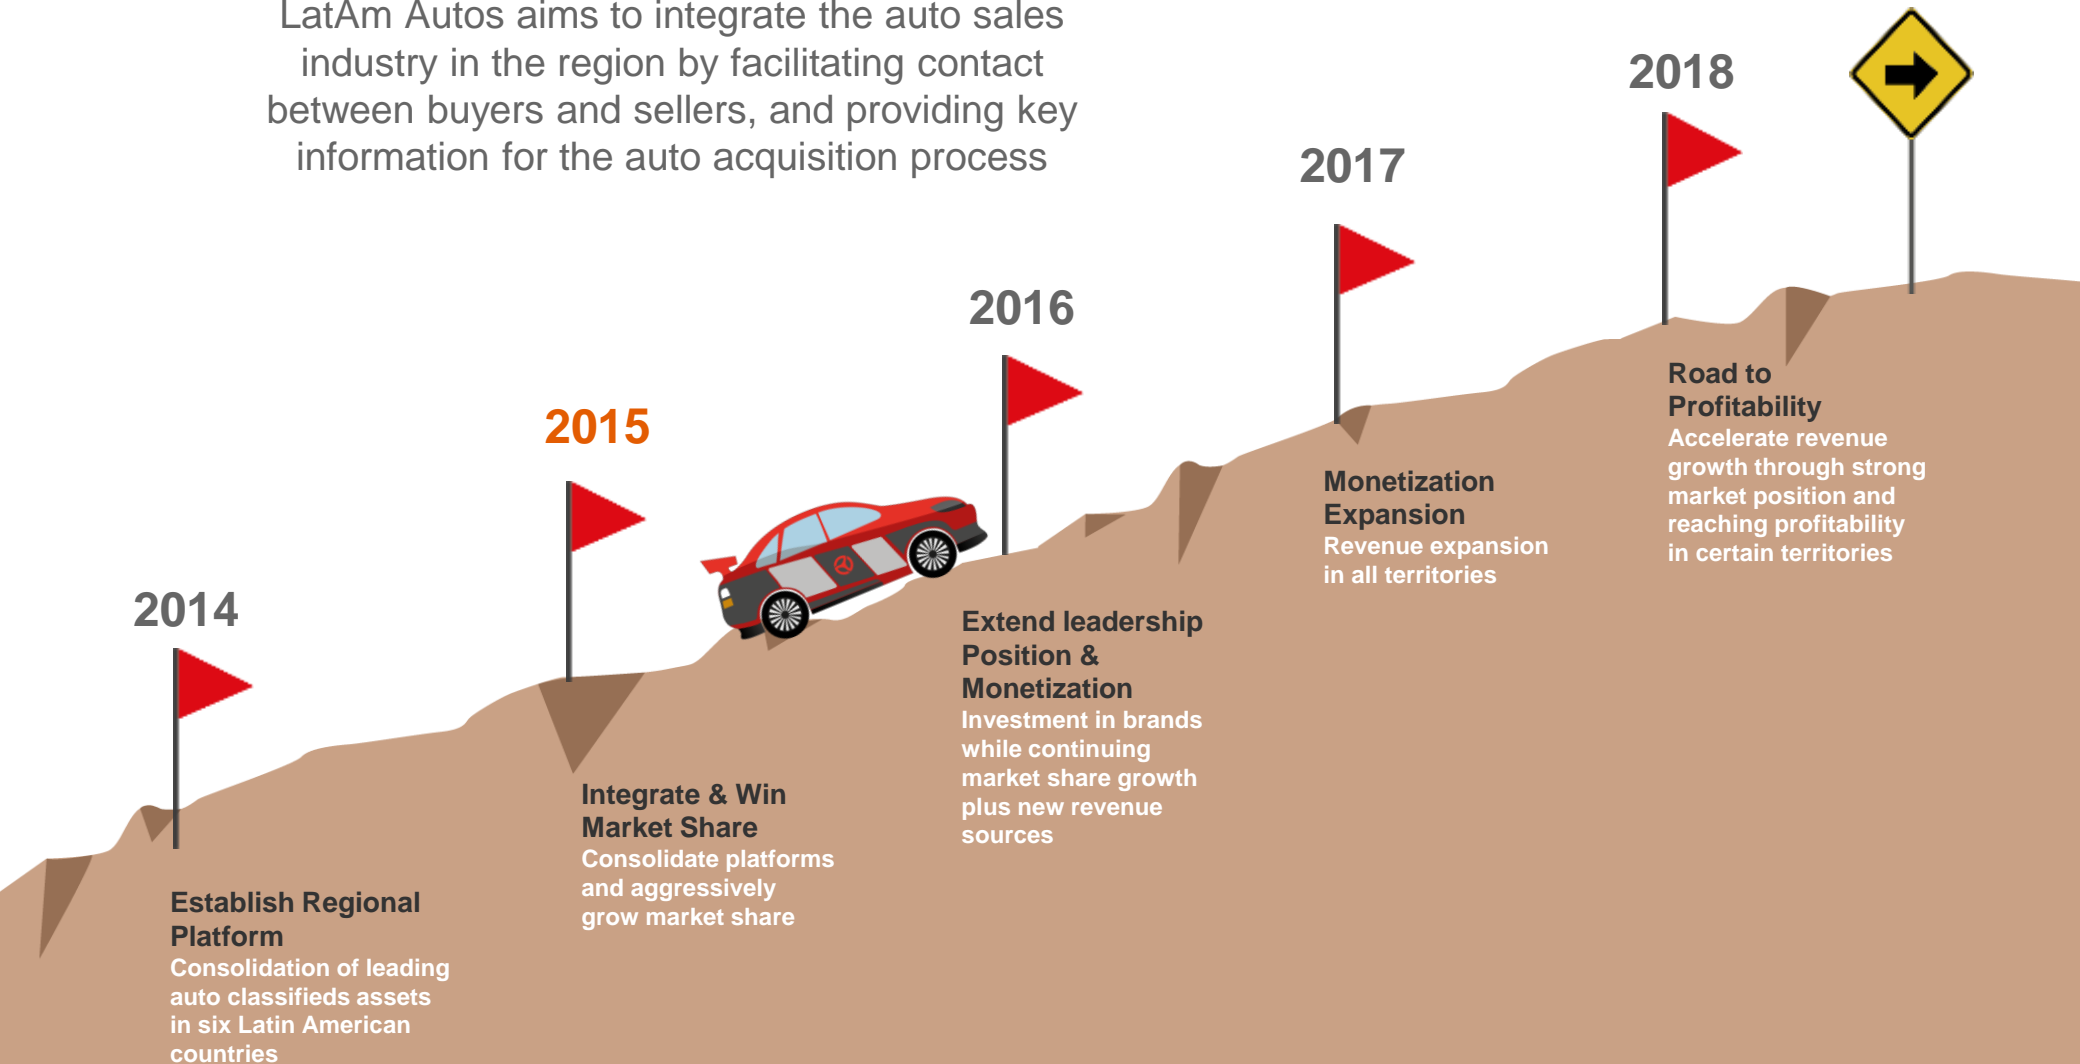 LatAm Autos aims to integrate the auto sales
industry in the region by facilitating contact
between buyers and sellers, and providing key
information for the auto acquisition process
2014
Establish Regional
Platform
Consolidation of leading
auto classifieds assets
in six Latin American
countries
2015
Integrate & Win
Market Share
Consolidate platforms
and aggressively
grow market share
2016
Extend leadership
Position &
Monetization
Investment in brands
while continuing
market share growth
plus new revenue
sources
2017
Monetization
Expansion
Revenue expansion
in all territories
2018
Road to
Profitability
Accelerate revenue
growth through strong
market position and
reaching profitability
in certain territories